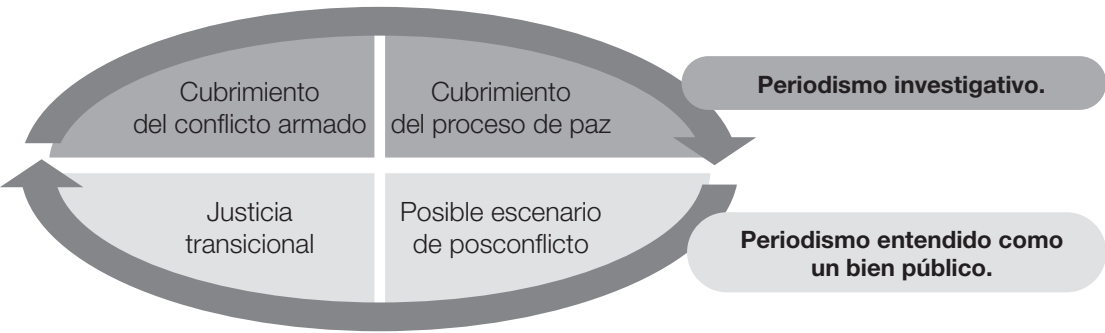 Cubrimiento
del conflicto armado
Cubrimiento
del proceso de paz
Periodismo investigativo.
Justicia
transicional
Posible escenario
de posconflicto
Periodismo entendido como
un bien público.